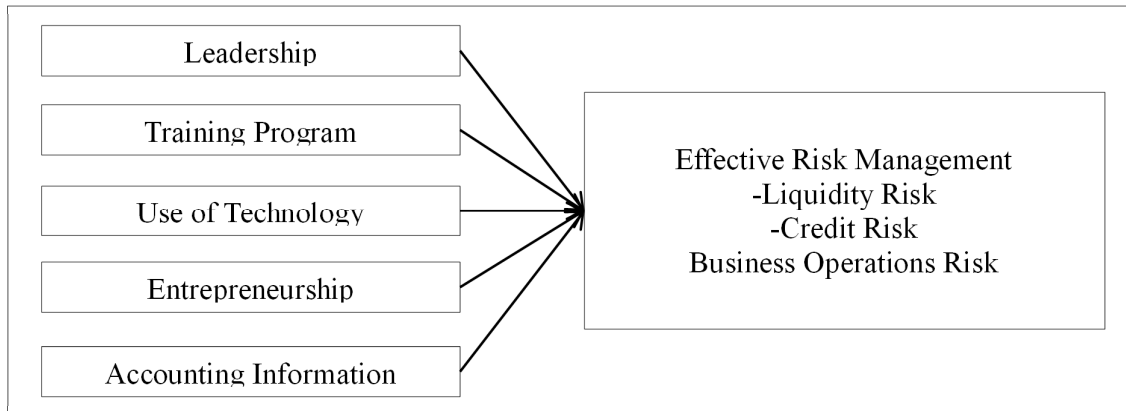 Leadership
Training Program
Use of Technology
Entrepreneurship
Accounting Information
Effective Risk Management
-Liquidity Risk
-Credit Risk
Business Operations Risk